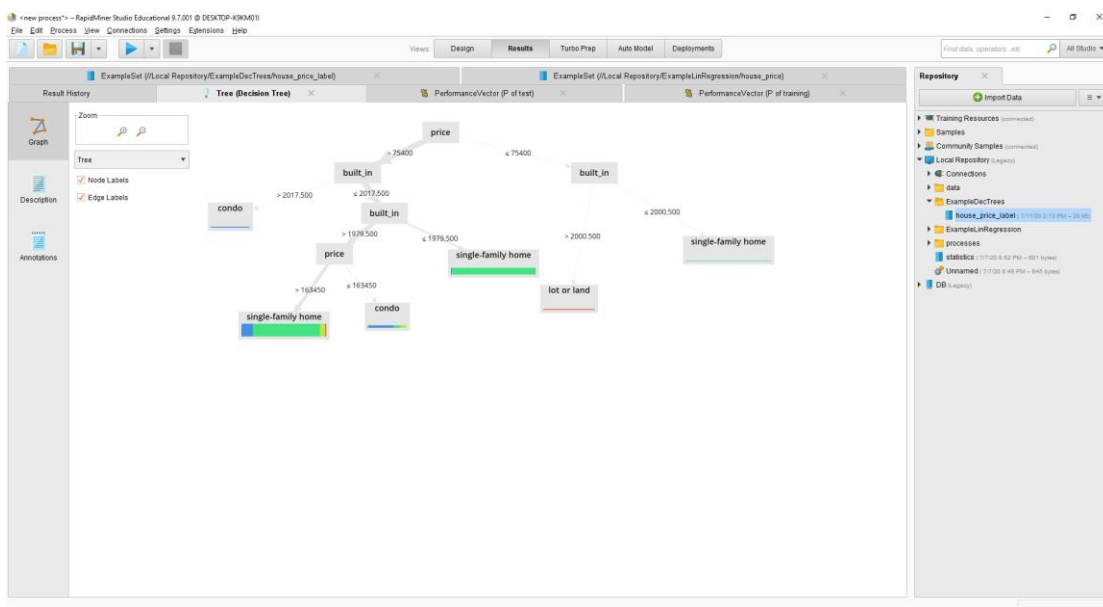 <new process*> – RapidMiner Studio Educational 9.7.001 @ DESKTOP-K9KM01I
File Edit Process View Connections Settings Extensions Help
Views: Design Results Turbo Prep Auto Model Deployments
Find data, operators...etc
All Studio
ExampleSet (//Local Repository/ExampleDecTrees/house_price_label)
ExampleSet (//Local Repository/ExampleLinRegression/house_price)
Result History
Tree (Decision Tree)
PerformanceVector (P of test)
PerformanceVector (P of training)
Graph
Description
Annotations
Zoom
Tree
Node Labels
Edge Labels
price
> 75400
≤ 75400
built_in
built_in
> 2017.500
≤ 2017.500
condo
built_in
> 2000.500
≤ 2000.500
> 1979.500
≤ 1979.500
single-family home
price
single-family home
lot or land
> 163450
≤ 163450
condo
single-family home
Repository
Import Data
Training Resources (connected)
Samples
Community Samples (connected)
Local Repository (Legacy)
Connections
data
ExampleDecTrees
house_price_label
ExampleLinRegression
processes
statistics
Unnamed
DB (Legacy)